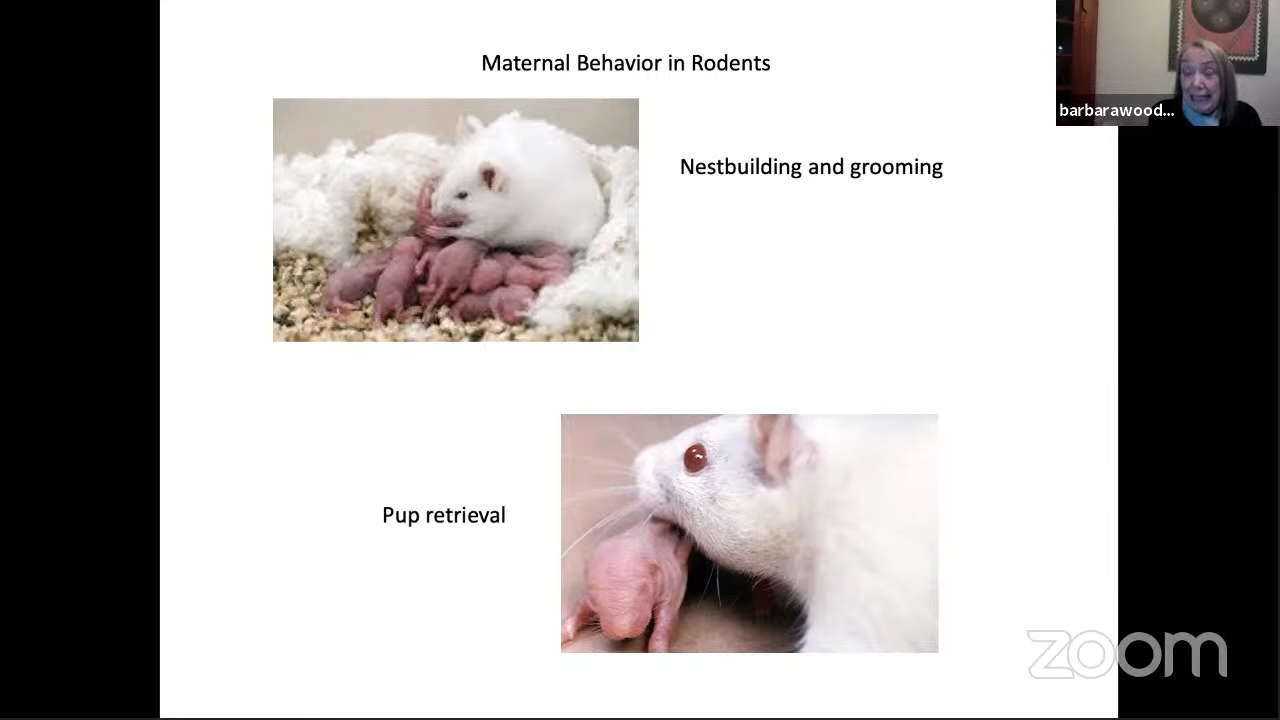 Maternal Behavior in Rodents
barbarawood...
Nestbuilding and grooming
Pup retrieval
zoom